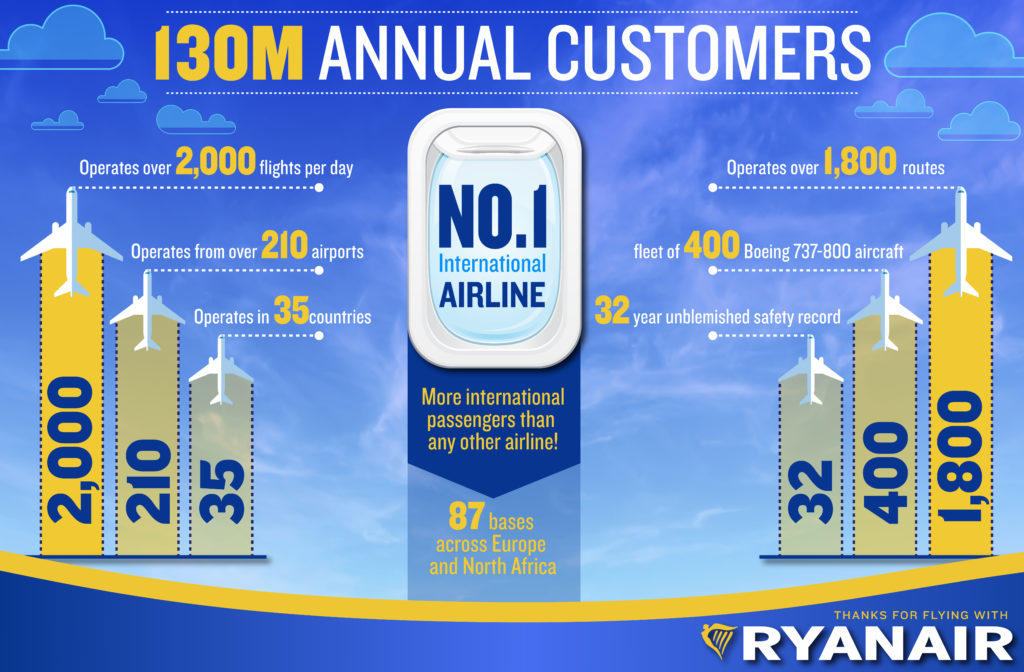 130M ANNUAL CUSTOMERS
Operates over 2,000 flights per day
Operates from over 210 airports
Operates in 35 countries
2,000
210
35
NO.1
International
AIRLINE
More international
passengers than
any other airline!
87 bases
across Europe
and North Africa
Operates over 1,800 routes
fleet of 400 Boeing 737-800 aircraft
32 year unblemished safety record
32
400
1,800
THANKS FOR FLYING WITH
RYANAIR